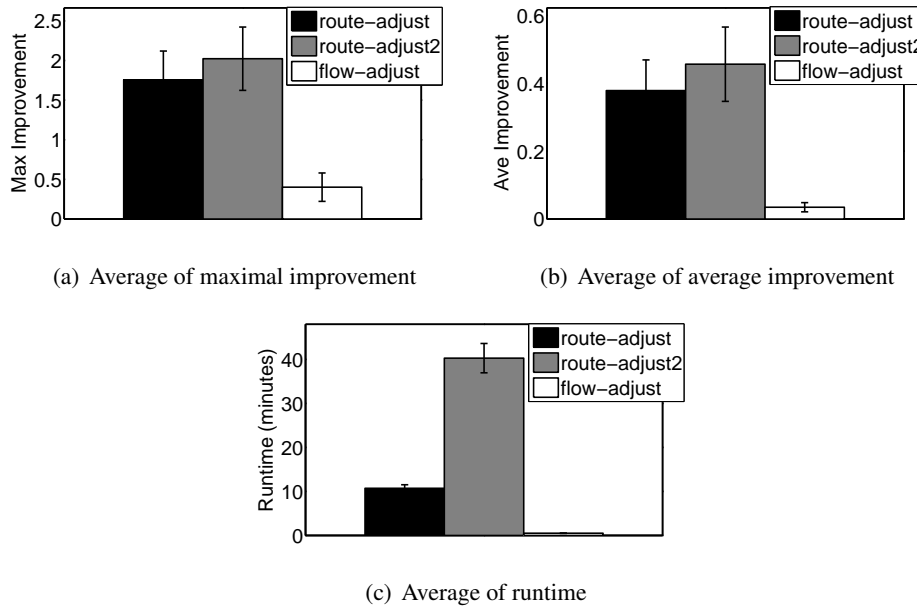 2.5
2
1.5
1
0.5
0
Max Improvement
route-adjust
route-adjust2
flow-adjust
(a) Average of maximal improvement
0.6
0.4
0.2
0
Ave Improvement
route-adjust
route-adjust2
flow-adjust
(b) Average of average improvement
40
30
20
10
0
Runtime (minutes)
route-adjust
route-adjust2
flow-adjust
(c) Average of runtime